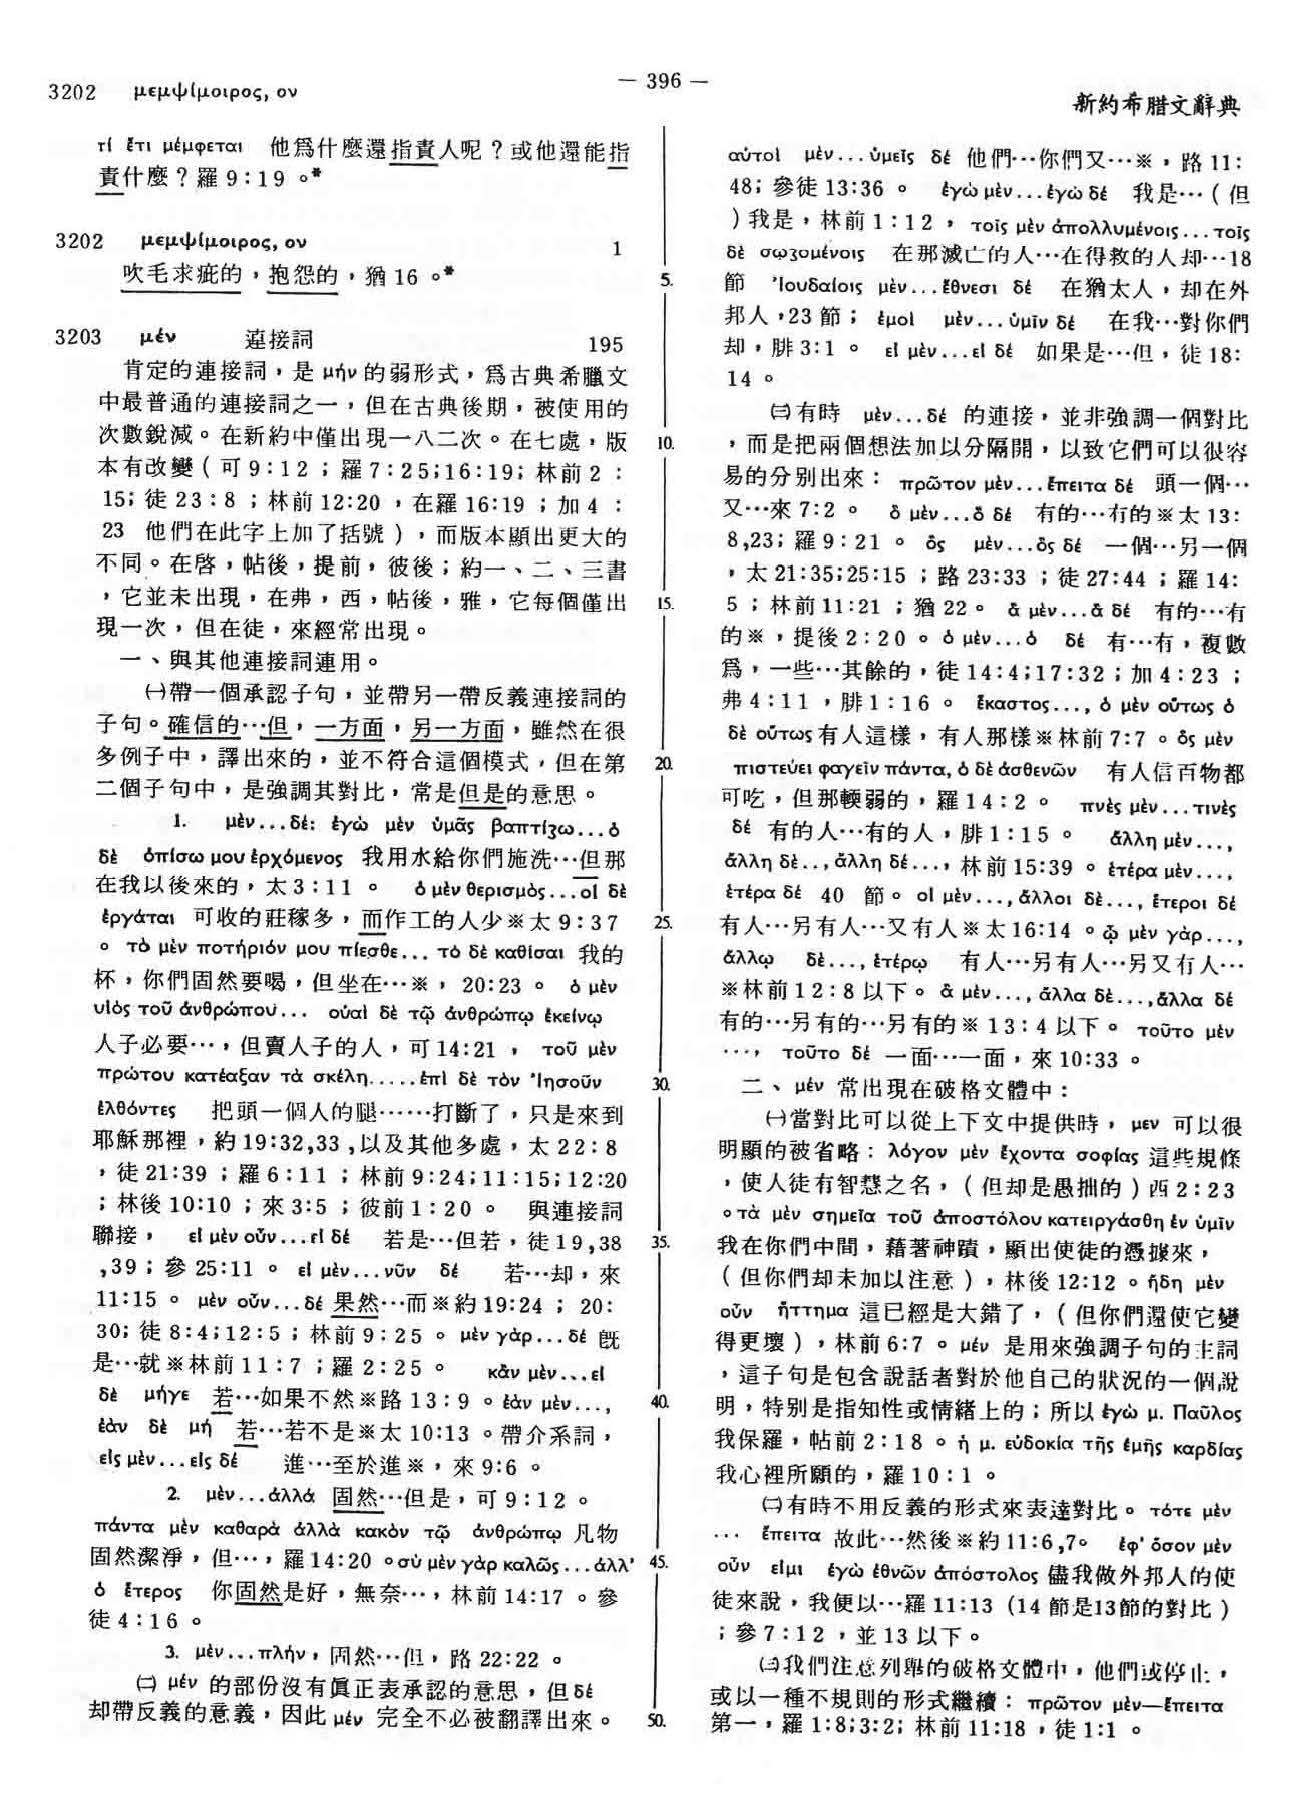 — 396 —
3202 μεμψίμοιρος, ον
新約希腊文辭典
τί ἔτι μέμφεται 他爲什麼還指責人呢？或他還能指
責什麼？羅 9:19 。*
3202 μεμψίμοιρος, ον 1
吹毛求疵的，抱怨的，猶 16 。*
3203 μέν 連接詞 195
肯定的連接詞，是 μήν 的弱形式，爲古典希臘文
中最普通的連接詞之一，但在古典後期，被使用的
次數銳減。在新約中僅出現一八二次。在七處，版
本有改變（可 9:12 ；羅 7:25;16:19; 林前 2 :
15; 徒 23:8 ；林前 12:20 ，在羅 16:19 ；加 4 :
23 他們在此字上加了括號），而版本顯出更大的
不同。在啓，帖後，提前，彼後；約一、二、三書
，它並未出現，在弗，西，帖後，雅，它每個僅出
現一次，但在徒，來經常出現。
一、與其他連接詞連用。
㈠帶一個承認子句，並帶另一帶反義連接詞的
子句。確信的…但，一方面，另一方面，雖然在很
多例子中，譯出來的，並不符合這個模式，但在第
二個子句中，是強調其對比，常是但是的意思。
1. μὲν...δέ: ἐγὼ μὲν ὑμᾶς βαπτίζω...ὁ
δὲ ὀπίσω μου ἐρχόμενος 我用水給你們施洗…但那
在我以後來的，太 3:11 。 ὁ μὲν θερισμὸς...οἱ δὲ
ἐργάται 可收的莊稼多，而作工的人少※太 9:37
。τὸ μὲν ποτήριόν μου πίεσθε... τὸ δὲ καθίσαι 我的
杯，你們固然要喝，但坐在…※， 20:23 。 ὁ μὲν
υἱὸς τοῦ ἀνθρώπου... οὐαὶ δὲ τῷ ἀνθρώπῳ ἐκείνῳ
人子必要…，但賣人子的人，可 14:21 ， τοῦ μὲν
πρώτου κατέαξαν τὰ σκέλη.....ἐπὶ δὲ τὸν Ἰησοῦν
ἐλθόντες 把頭一個人的腿……打斷了，只是來到
耶穌那裡，約 19:32,33 ,以及其他多處，太 22:8
，徒 21:39 ；羅 6:11 ；林前 9:24;11:15;12:20
；林後 10:10 ；來 3:5 ；彼前 1:20 。 與連接詞
聯接， εἰ μὲν οὖν...εἰ δέ 若是…但若，徒 19,38
,39 ；參 25:11 。 εἰ μὲν...νῦν δέ 若…却，來
11:15 。 μὲν οὖν...δέ 果然…而※約 19:24 ； 20:
30; 徒 8:4;12:5 ；林前 9:25 。 μὲν γὰρ...δέ 旣
是…就※林前 11:7 ；羅 2:25 。 κἂν μὲν...εἰ
δὲ μήγε 若…如果不然※路 13:9 。 ἐὰν μὲν...,
ἐὰν δὲ μή 若…若不是※太 10:13 。帶介系詞，
εἰς μὲν...εἰς δέ 進…至於進※，來 9:6 。
2. μὲν...ἀλλά 固然…但是，可 9:12 。
πάντα μὲν καθαρὰ ἀλλὰ κακὸν τῷ ἀνθρώπῳ 凡物
固然潔淨，但…，羅 14:20 。σὺ μὲν γὰρ καλῶς...ἀλλ'
ὁ ἕτερος 你固然是好，無奈…，林前 14:17 。參
徒 4:16 。
3. μὲν...πλήν，固然…但，路 22:22 。
㈡ μέν 的部份沒有眞正表承認的意思，但 δέ
却帶反義的意義，因此 μέν 完全不必被翻譯出來。
5.
10.
15.
20.
25.
30.
35.
40.
45.
50.
αὐτοὶ μὲν...ὑμεῖς δέ 他們…你們又…※，路 11:
48; 參徒 13:36 。 ἐγὼ μὲν...ἐγὼ δέ 我是…（但
）我是，林前 1:12 ， τοῖς μὲν ἀπολλυμένοις...τοῖς
δὲ σῳζομένοις 在那滅亡的人…在得救的人却…18
節 Ἰουδαίοις μὲν...ἔθνεσι δέ 在猶太人，却在外
邦人，23 節； ἐμοὶ μὲν...ὑμῖν δέ 在我…對你們
却，腓 3:1 。 εἰ μὲν...εἰ δέ 如果是…但，徒 18:
14 。
㈢有時 μὲν...δέ 的連接，並非強調一個對比
，而是把兩個想法加以分隔開，以致它們可以很容
易的分別出來： πρῶτον μὲν...ἔπειτα δέ 頭一個…
又…來 7:2 。 ὃ μὲν...ὃ δέ 有的…有的※太 13:
8,23; 羅 9:21 。 ὃς μὲν...ὃς δέ 一個…另一個
，太 21:35;25:15 ；路 23:33 ；徒 27:44 ；羅 14:
5 ；林前 11:21 ；猶 22 。 ἃ μὲν...ἃ δέ 有的…有
的※，提後 2:20 。 ὁ μὲν...ὁ δέ 有…有，複數
爲，一些…其餘的，徒 14:4;17:32 ；加 4:23 ；
弗 4:11 ，腓 1:16 。 ἕκαστος..., ὁ μὲν οὕτως ὁ
δὲ οὕτως 有人這樣，有人那樣※林前 7:7 。ὃς μὲν
πιστεύει φαγεῖν πάντα, ὁ δὲ ἀσθενῶν 有人信百物都
可吃，但那輭弱的，羅 14:2 。 πνὲς μὲν...τινὲς
δέ 有的人…有的人，腓 1:15 。 ἄλλη μὲν...,
ἄλλη δὲ..,ἄλλη δέ..., 林前 15:39 。 ἑτέρα μὲν...,
ἑτέρα δέ 40 節。 οἱ μὲν...,ἄλλοι δὲ..., ἕτεροι δέ
有人…另有人…又有人※太 16:14 。ᾧ μὲν γὰρ...,
ἄλλῳ δὲ...,ἑτέρῳ 有人…另有人…另又有人…
※林前 12:8 以下。 ἃ μὲν..., ἄλλα δὲ...,ἄλλα δέ
有的…另有的…另有的※ 13:4 以下。 τοῦτο μὲν
…， τοῦτο δέ 一面…一面，來 10:33 。
二、 μέν 常出現在破格文體中：
㈠當對比可以從上下文中提供時， μεν 可以很
明顯的被省略： λόγον μὲν ἔχοντα σοφίας 這些規條
，使人徒有智慧之名，（但却是愚拙的）西 2:23
。τὰ μὲν σημεῖα τοῦ ἀποστόλου κατειργάσθη ἐν ὑμῖν
我在你們中間，藉著神蹟，顯出使徒的憑據來，
（但你們却未加以注意），林後 12:12 。ἤδη μὲν
οὖν ἥττημα 這已經是大錯了，（但你們還使它變
得更壞），林前 6:7 。 μέν 是用來強調子句的主詞
，這子句是包含說話者對於他自己的狀況的一個說
明，特別是指知性或情緒上的；所以 ἐγὼ μ. Παῦλος
我保羅，帖前 2:18 。 ἡ μ. εὐδοκία τῆς ἐμῆς καρδίας
我心裡所願的，羅 10:1 。
㈡有時不用反義的形式來表達對比。 τότε μὲν
... ἔπειτα 故此…然後※約 11:6,7。 ἐφ' ὅσον μὲν
οὖν εἰμι ἐγὼ ἐθνῶν ἀπόστολος 儘我做外邦人的使
徒來說，我便以…羅 11:13 (14 節是13節的對比）
；參 7:12 ，並 13 以下。
㈢我們注意列舉的破格文體中，他們或停止，
或以一種不規則的形式繼續： πρῶτον μὲν—ἔπειτα
第一，羅 1:8;3:2; 林前 11:18 ，徒 1:1 。